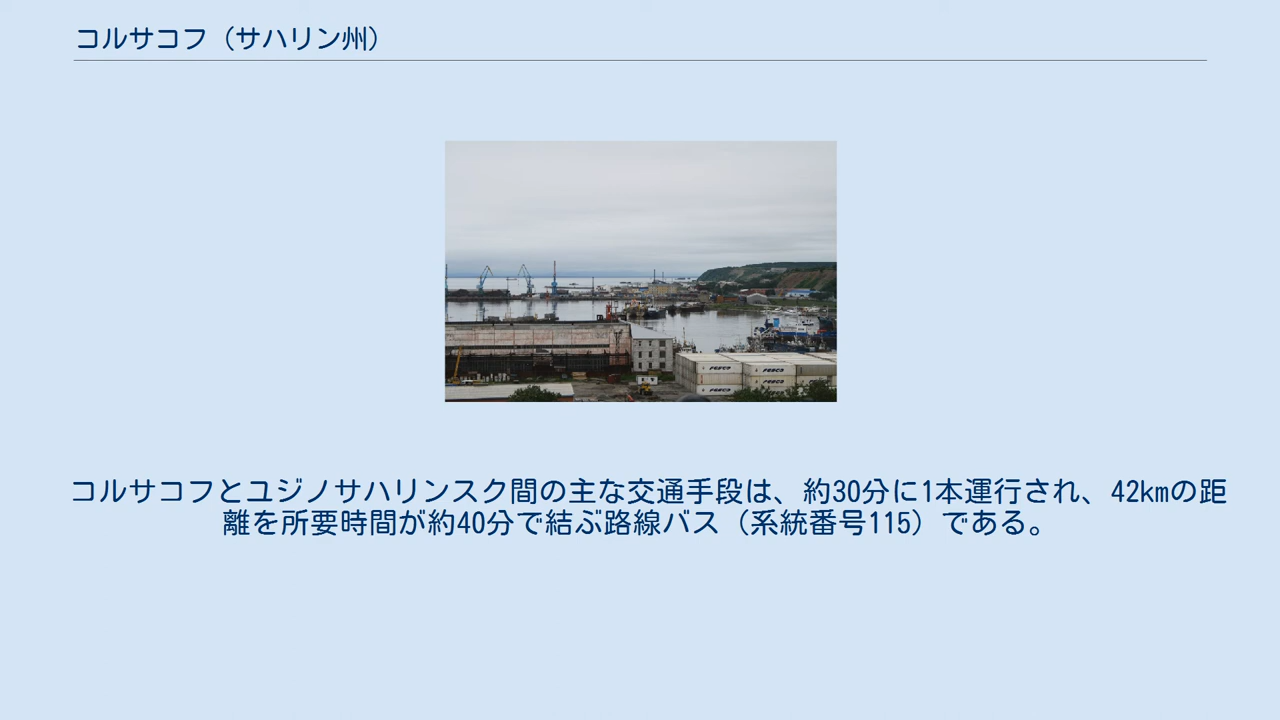 コルサコフ（サハリン州）
FESCO FESCO
FESCO FESCO
コルサコフとユジノサハリンスク間の主な交通手段は、約30分に1本運行され、42kmの距
離を所要時間が約40分で結ぶ路線バス（系統番号115）である。